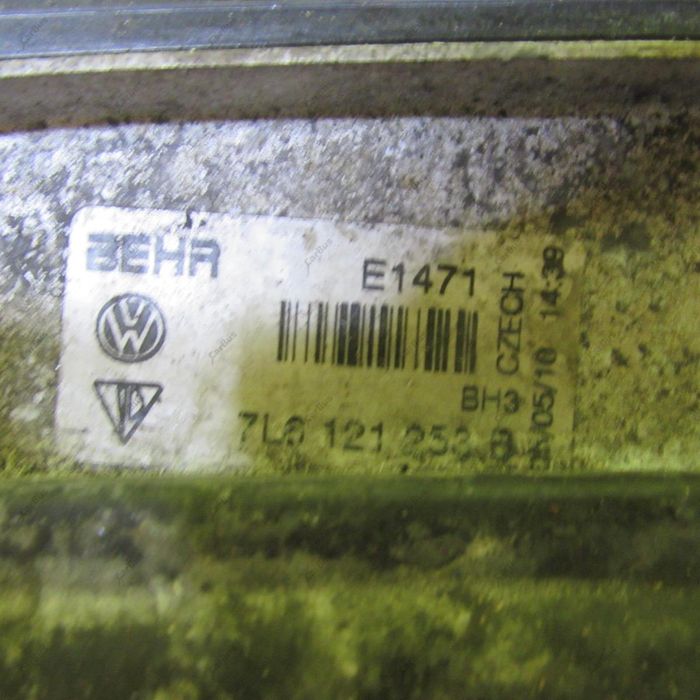 BEHR
E1471
BH3
7L6 121 253 B
CZECH
/05/10 14:39